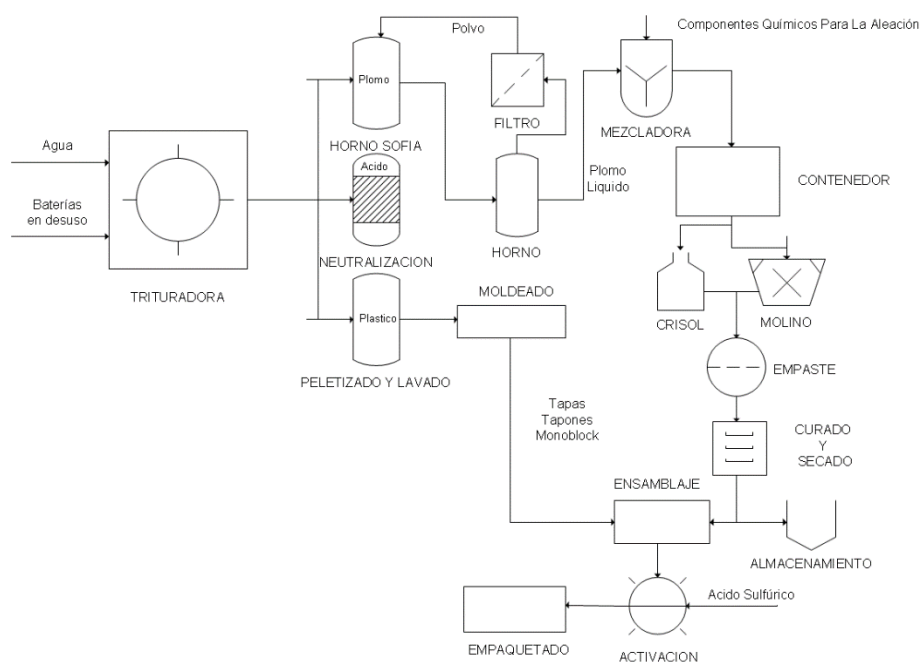 Polvo
Componentes Químicos Para La Aleación
Plomo
FILTRO
MEZCLADORA
HORNO SOFIA
Agua
Acido
Plomo
Liquido
CONTENEDOR
Baterías
en desuso
HORNO
NEUTRALIZACION
TRITURADORA
MOLDEADO
CRISOL
MOLINO
Plastico
EMPASTE
PELETIZADO Y LAVADO
Tapas
Tapones
Monoblock
CURADO
Y
SECADO
ENSAMBLAJE
ALMACENAMIENTO
Acido Sulfúrico
EMPAQUETADO
ACTIVACION